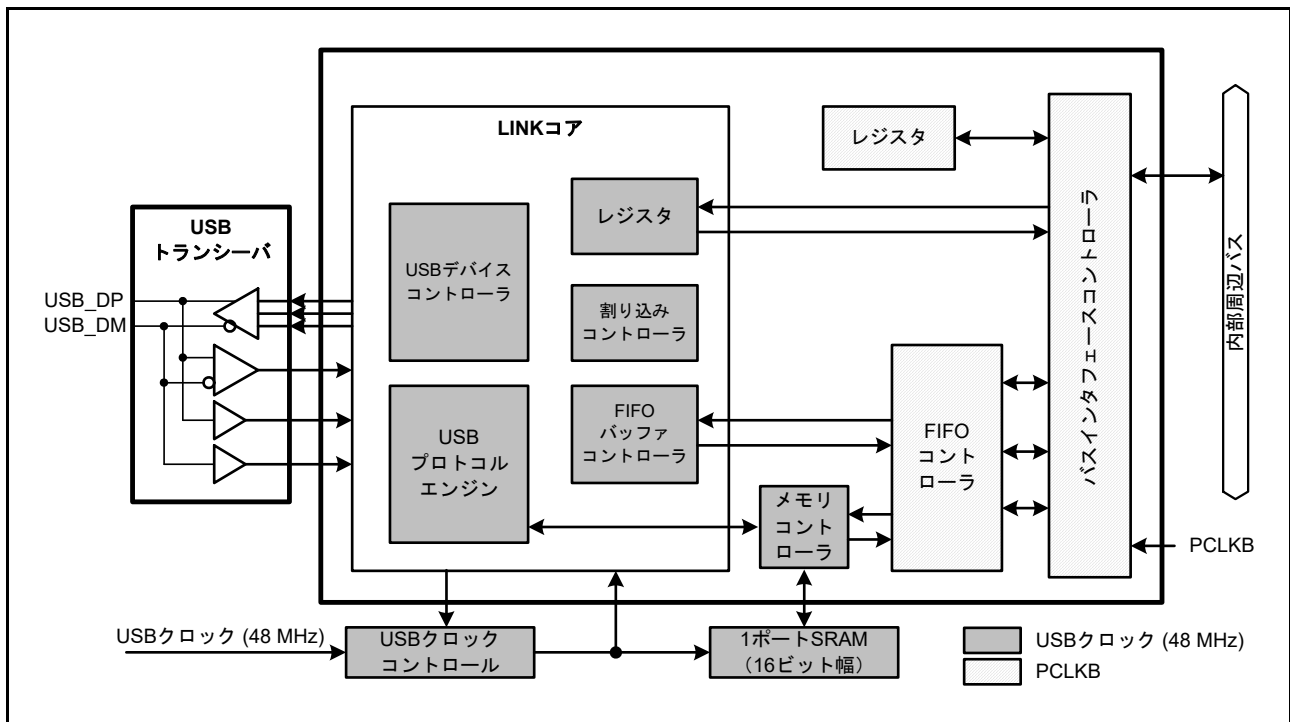 LINKコア
レジスタ
USB
トランシーバ
USBデバイス
コントローラ
レジスタ
USB_DP
USB_DM
割り込み
コントローラ
バスインタフェースコントローラ
内部周辺バス
USB
プロトコル
エンジン
FIFO
バッファ
コントローラ
FIFO
コント
ローラ
メモリ
コント
ローラ
PCLKB
USBクロック (48 MHz)
USBクロック
コントロール
1ポートSRAM
（16ビット幅）
USBクロック (48 MHz)
PCLKB